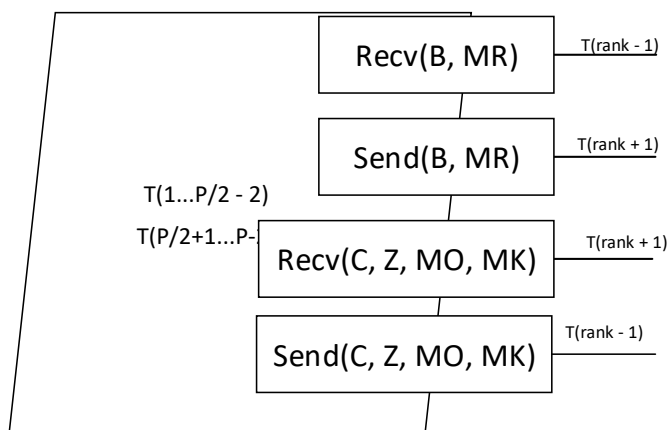 Recv(B, MR)
T(rank - 1)
Send(B, MR)
T(rank + 1)
T(1...P/2 - 2)
T(P/2+1...P-
Recv(C, Z, MO, MK)
T(rank + 1)
Send(C, Z, MO, MK)
T(rank - 1)